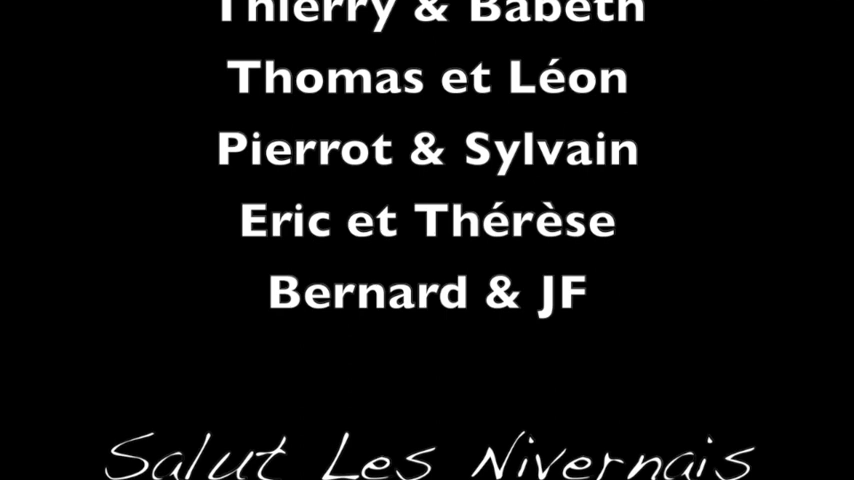 Thierry & Babeth
Thomas et Léon
Pierrot & Sylvain
Eric et Thérèse
Bernard & JF
Salut Les Nivernais